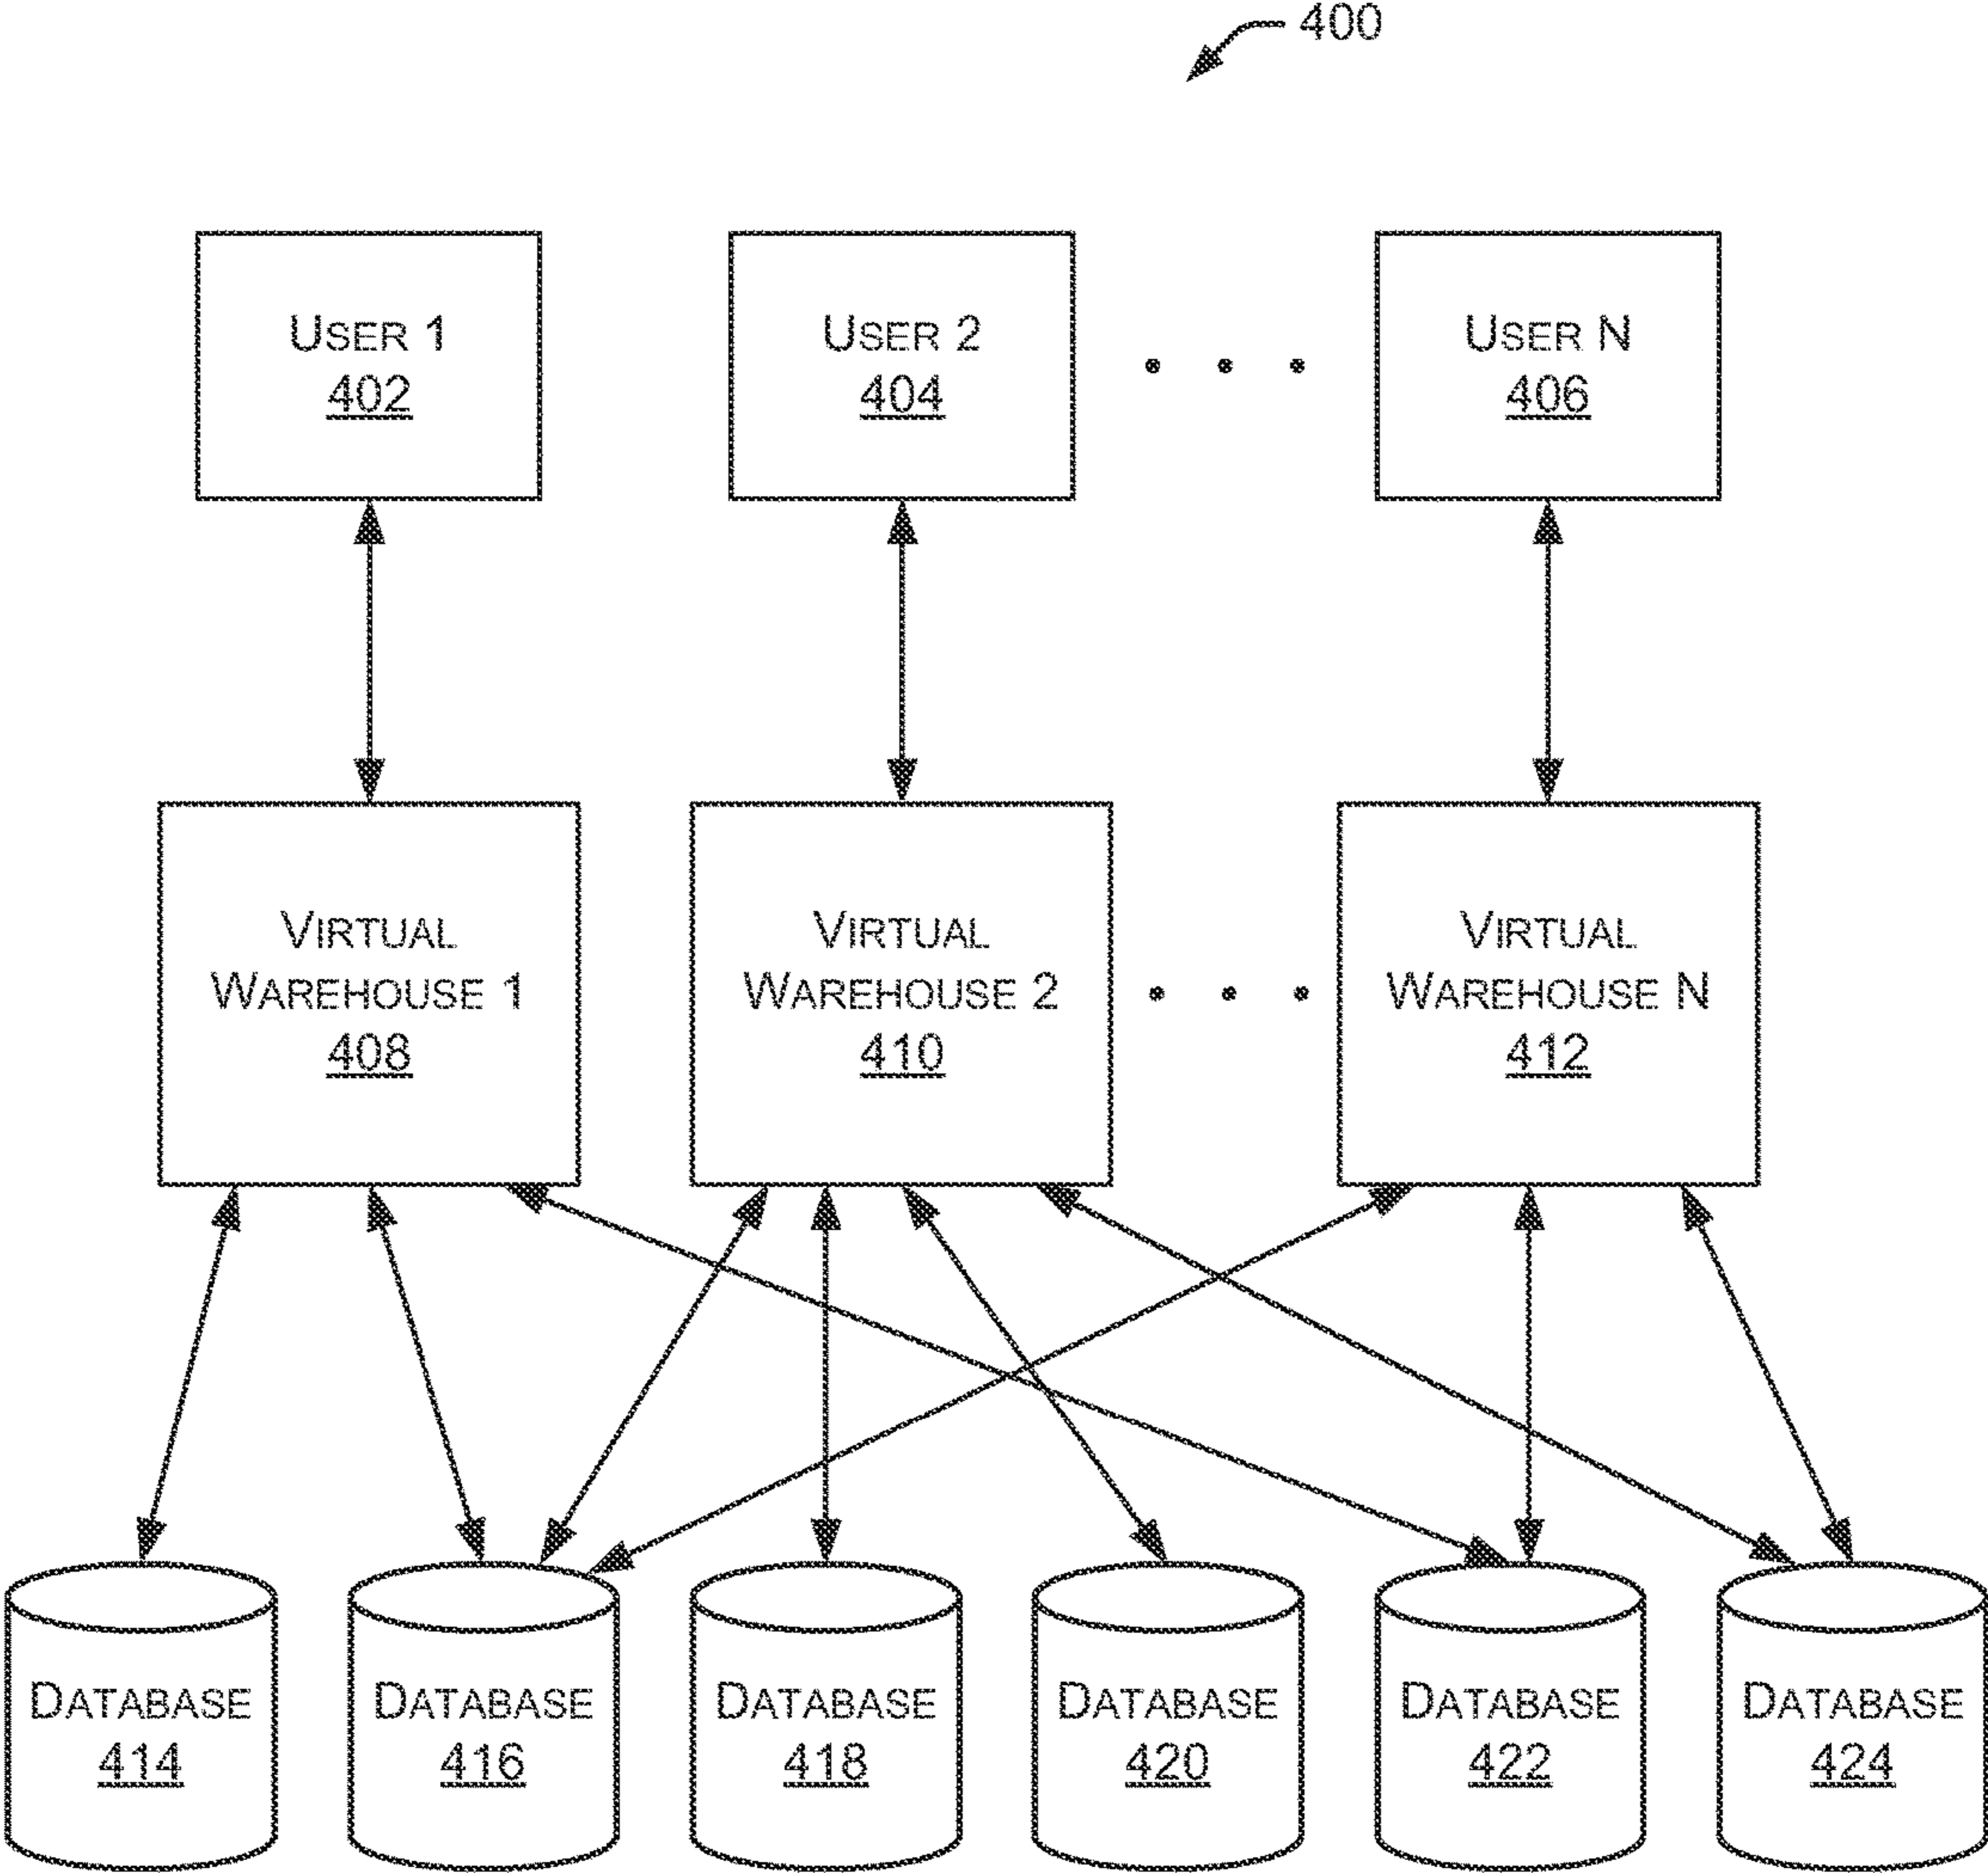 400
USER 1
402
USER 2
404
USER N
406
VIRTUAL
WAREHOUSE 1
408
VIRTUAL
WAREHOUSE 2
410
VIRTUAL
WAREHOUSE N
412
DATABASE
414
DATABASE
416
DATABASE
418
DATABASE
420
DATABASE
422
DATABASE
424